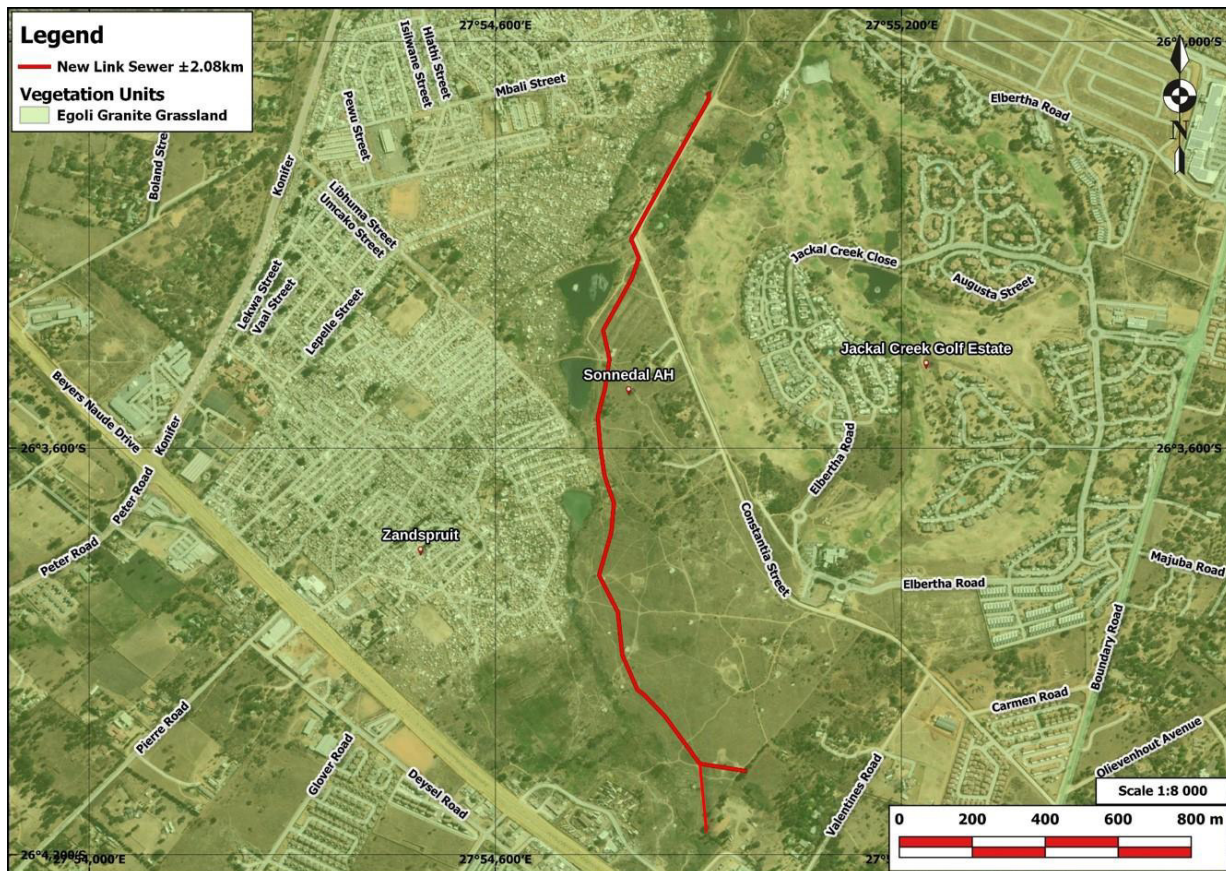 Legend
New Link Sewer ±2.08km
Vegetation Units
Egoli Granite Grassland
27°54,600'E
27°55,200'E
Isilwane Street
Hlathi Street
Mbali Street
Pewu Street
Konifer
Elbertha Road
N
Libhuma Street
Umcako Street
Jackal Creek Close
Augusta Street
Lekwa Street
Vaal Street
Lepelle Street
Jackal Creek Golf Estate
Sonnedal AH
Beyers Naude Drive
Konifer
26°3,600'S
26°3,600'S
Peter Road
Elbertha Road
Zandspruit
Constantia Street
Peter Road
Majuba Road
Elbertha Road
Boundary Road
Carmen Road
Pierre Road
Olievenhout Avenue
Glover Road
Deysel Road
Valentines Road
Scale 1:8 000
0 200 400 600 800 m
27°54,000'E
27°54,600'E